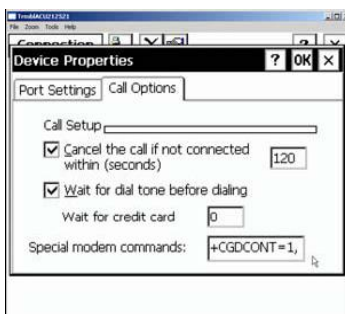 File Zoom Tools Help
Connection
Device Properties ? OK ×
Port Settings Call Options
Call Setup
Cancel the call if not connected
within (seconds) 120
Wait for dial tone before dialing
Wait for credit card 0
Special modem commands: +CGDCONT=1,